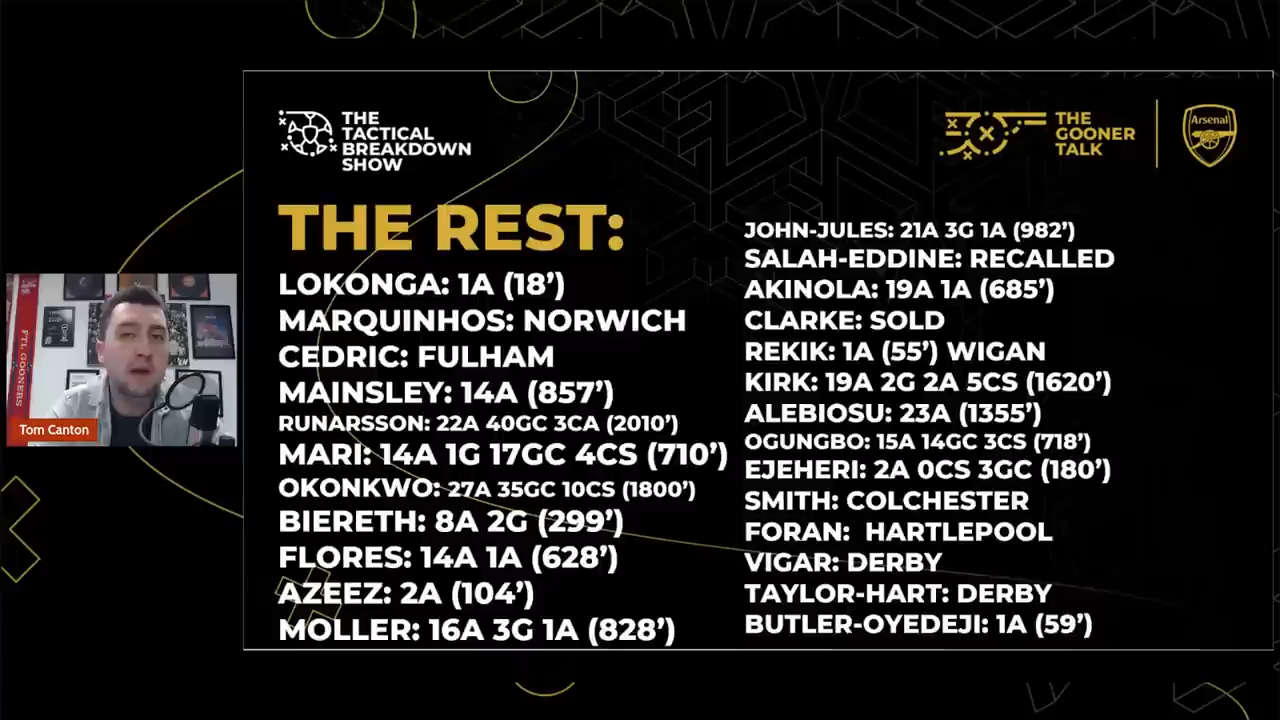 THE
TACTICAL
BREAKDOWN
SHOW
THE
GOONER
TALK
Arsenal
THE REST:
LOKONGA: 1A (18’)
MARQUINHOS: NORWICH
CEDRIC: FULHAM
MAINSLEY: 14A (857’)
RUNARSSON: 22A 40GC 3CA (2010’)
MARI: 14A 1G 17GC 4CS (710’)
OKONKWO: 27A 35GC 10CS (1800’)
BIERETH: 8A 2G (299’)
FLORES: 14A 1A (628’)
AZEEZ: 2A (104’)
MOLLER: 16A 3G 1A (828’)
JOHN-JULES: 21A 3G 1A (982’)
SALAH-EDDINE: RECALLED
AKINOLA: 19A 1A (685’)
CLARKE: SOLD
REKIK: 1A (55’) WIGAN
KIRK: 19A 2G 2A 5CS (1620’)
ALEBIOSU: 23A (1355’)
OGUNGBO: 15A 14GC 3CS (718’)
EJEHERI: 2A 0CS 3GC (180’)
SMITH: COLCHESTER
FORAN: HARTLEPOOL
VIGAR: DERBY
TAYLOR-HART: DERBY
BUTLER-OYEDEJI: 1A (59’)
FTL GOONERS
Tom Canton